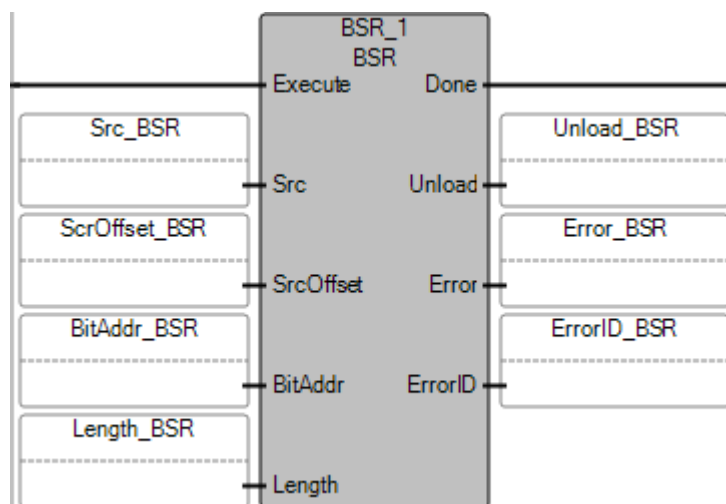 BSR_1
BSR
Execute Done
Src_BSR
Unload_BSR
Src Unload
ScrOffset_BSR
Error_BSR
SrcOffset Error
BitAddr_BSR
ErrorID_BSR
BitAddr ErrorID
Length_BSR
Length